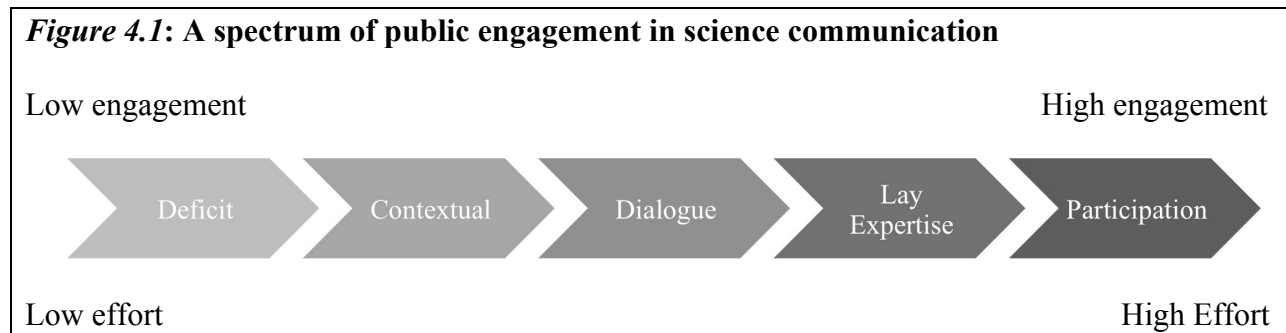 Figure 4.1: A spectrum of public engagement in science communication
Low engagement
High engagement
Deficit
Contextual
Dialogue
Lay
Expertise
Participation
Low effort
High Effort